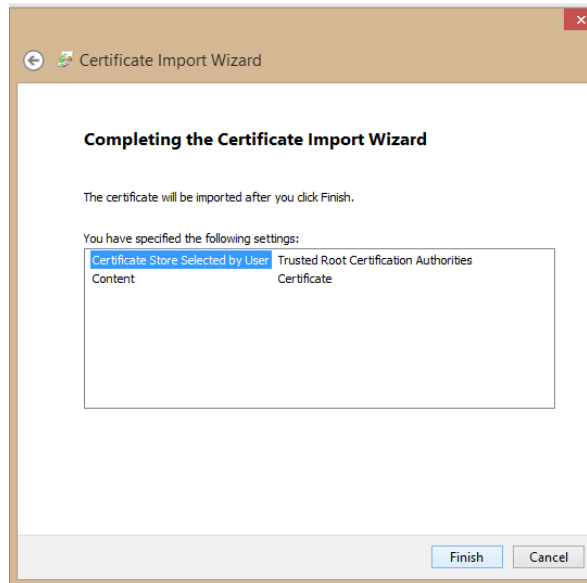 Certificate Import Wizard
Completing the Certificate Import Wizard
The certificate will be imported after you click Finish.
You have specified the following settings:
Certificate Store Selected by User Trusted Root Certification Authorities
Content Certificate
Finish Cancel